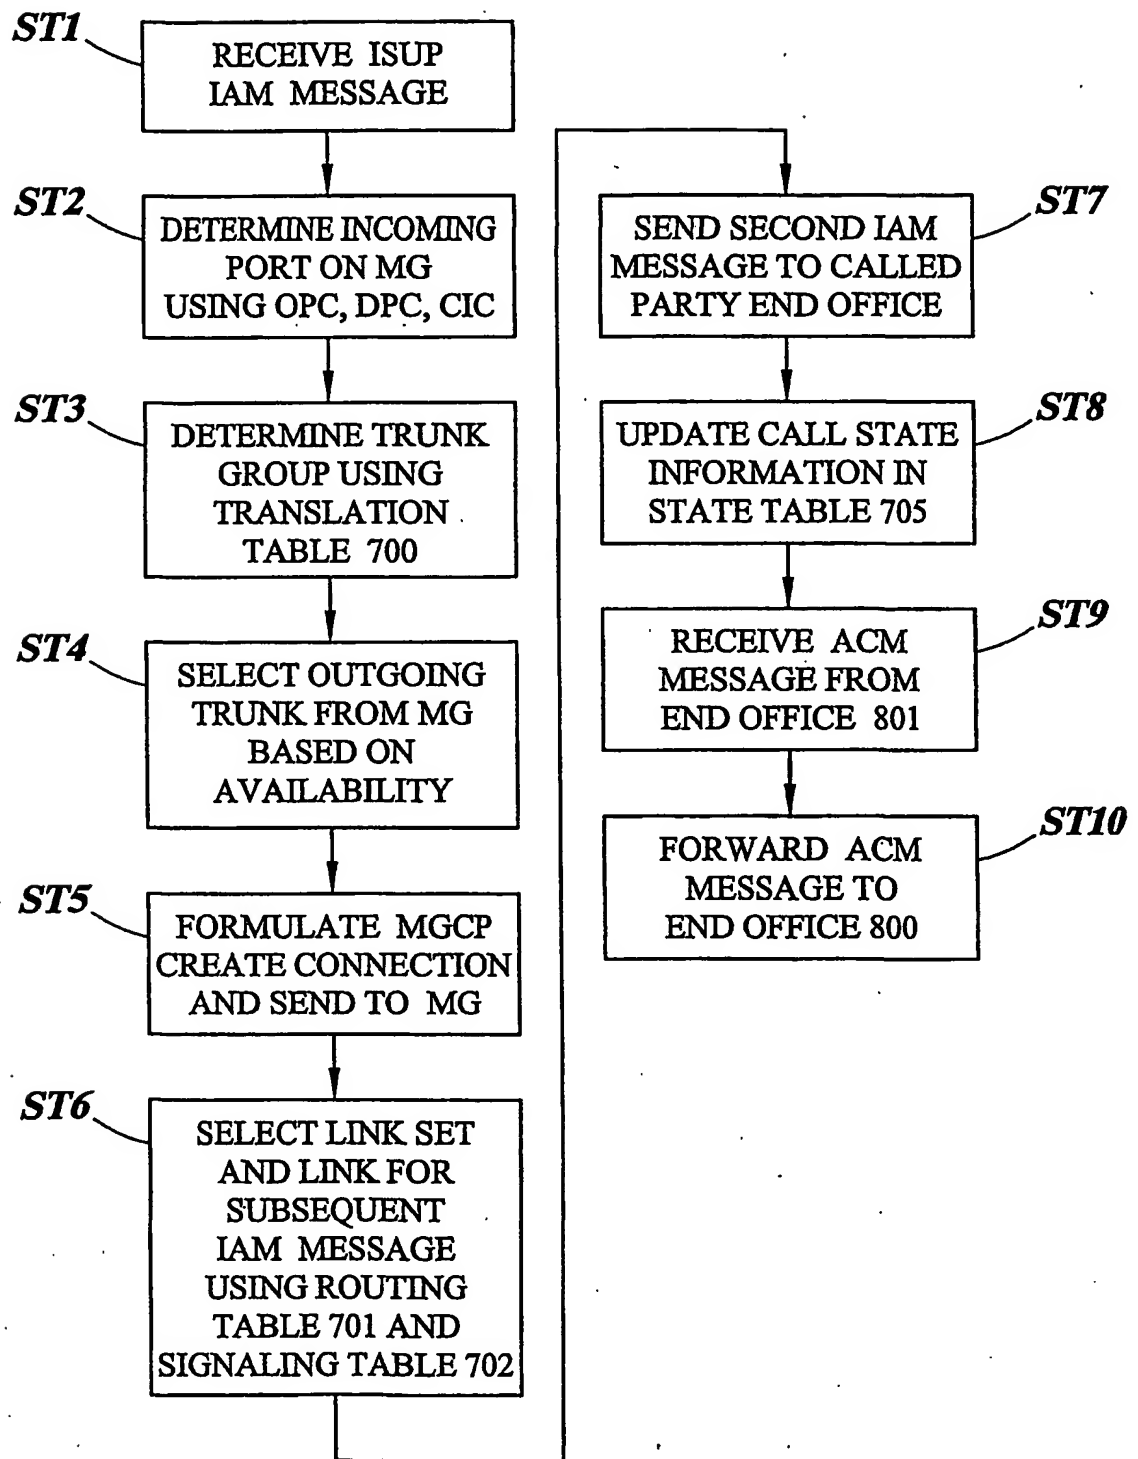 ST1
RECEIVE ISUP
IAM MESSAGE
ST2
DETERMINE INCOMING
PORT ON MG
USING OPC, DPC, CIC
ST3
DETERMINE TRUNK
GROUP USING
TRANSLATION
TABLE 700
ST4
SELECT OUTGOING
TRUNK FROM MG
BASED ON
AVAILABILITY
ST5
FORMULATE MGCP
CREATE CONNECTION
AND SEND TO MG
ST6
SELECT LINK SET
AND LINK FOR
SUBSEQUENT
IAM MESSAGE
USING ROUTING
TABLE 701 AND
SIGNALING TABLE 702
ST7
SEND SECOND IAM
MESSAGE TO CALLED
PARTY END OFFICE
ST8
UPDATE CALL STATE
INFORMATION IN
STATE TABLE 705
ST9
RECEIVE ACM
MESSAGE FROM
END OFFICE 801
ST10
FORWARD ACM
MESSAGE TO
END OFFICE 800